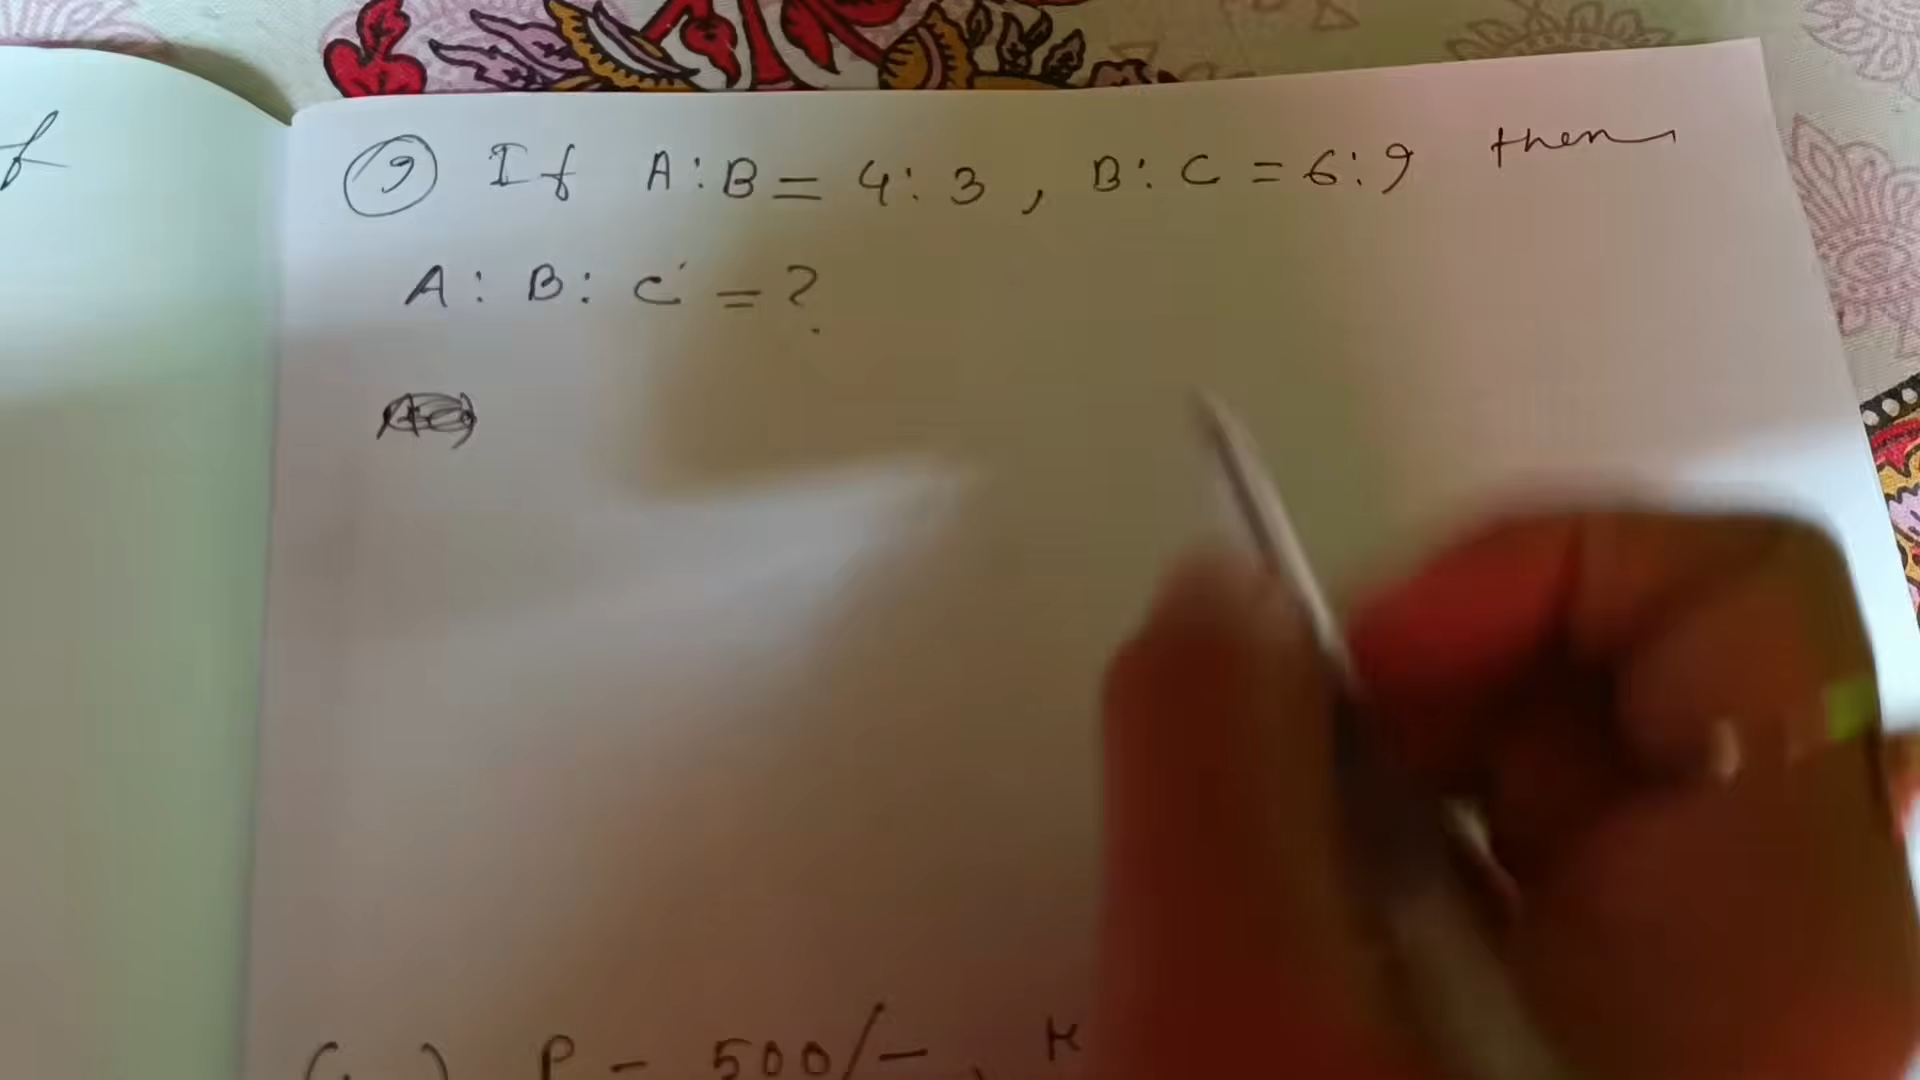 f
9 If A:B = 4:3, B:C = 6:9 then
A:B:C = ?
P - 500/-,